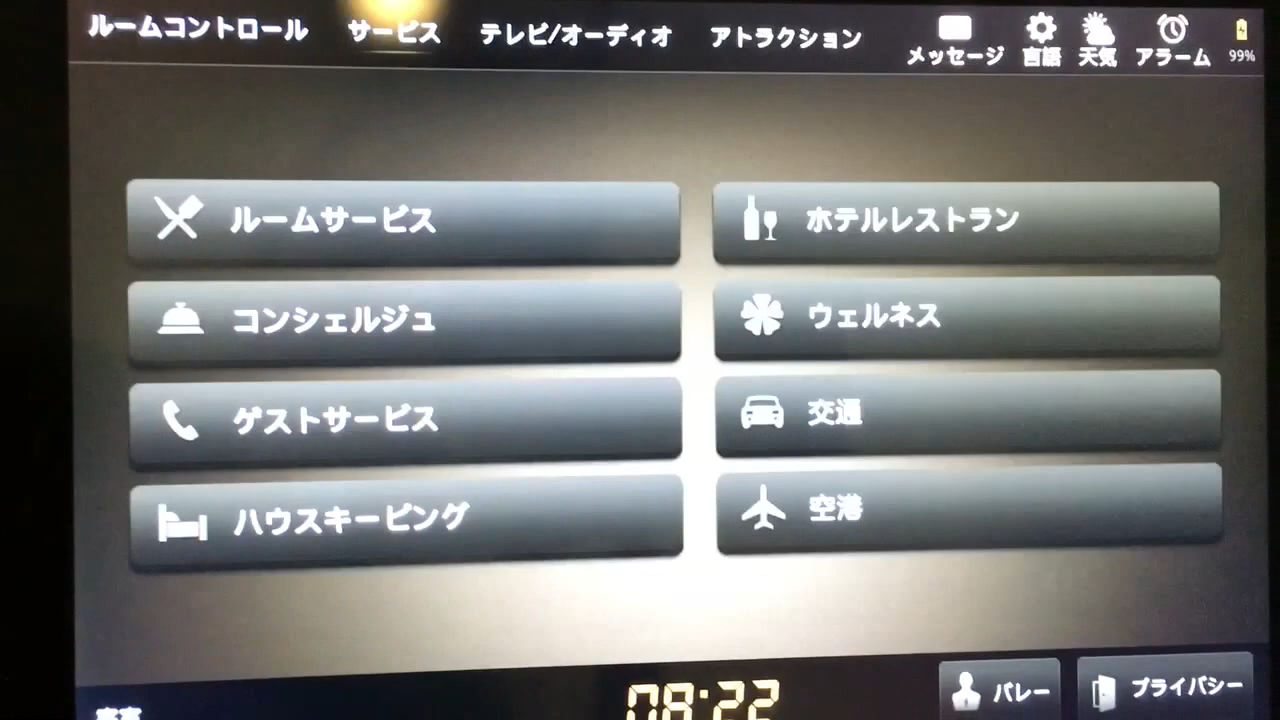 ルームコントロール サービス テレビ/オーディオ アトラクション
メッセージ 言語 天気 アラーム 99%
ルームサービス
コンシェルジュ
ゲストサービス
ハウスキーピング
ホテルレストラン
ウェルネス
交通
空港
08:22
バレー
プライバシー